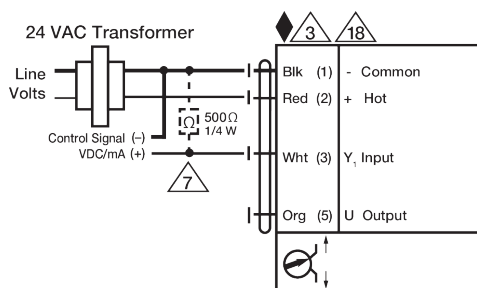 24 VAC Transformer
3
18
Line
Volts
Blk (1) - Common
Red (2) + Hot
Ω
500Ω
1/4 W
Control Signal (–)
VDC/mA (+)
Wht (3) Y1 Input
7
Org (5) U Output